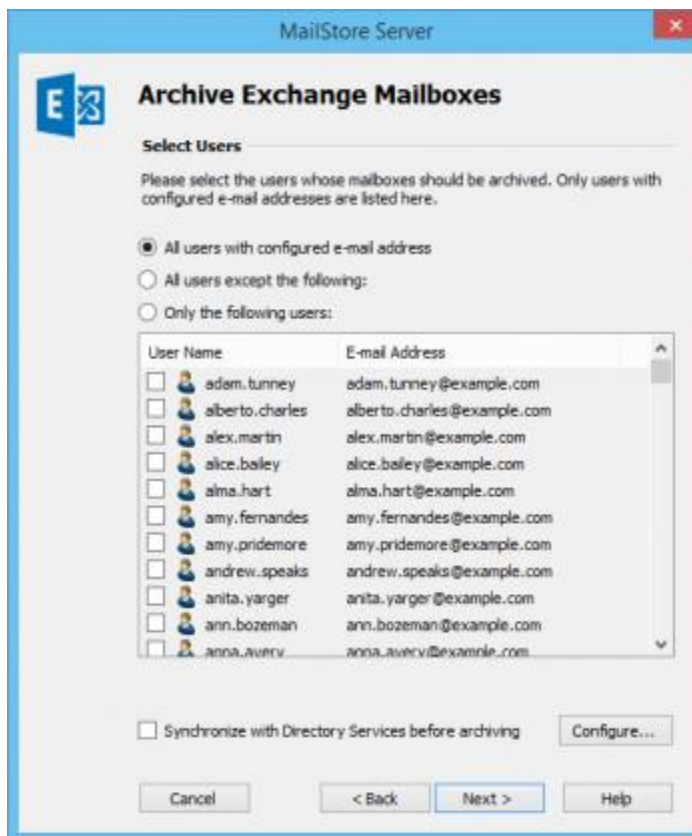 MailStore Server
E
Archive Exchange Mailboxes
Select Users
Please select the users whose mailboxes should be archived. Only users with
configured e-mail addresses are listed here.
All users with configured e-mail address
All users except the following:
Only the following users:
User Name E-mail Address
adam.tunney adam.tunney@example.com
alberto.charles alberto.charles@example.com
alex.martin alex.martin@example.com
alice.bailey alice.bailey@example.com
alma.hart alma.hart@example.com
amy.fernandes amy.fernandes@example.com
amy.pridemore amy.pridemore@example.com
andrew.speaks andrew.speaks@example.com
anita.yarger anita.yarger@example.com
ann.bozeman ann.bozeman@example.com
anna.avery anna.avery@example.com
Synchronize with Directory Services before archiving Configure...
Cancel < Back Next > Help